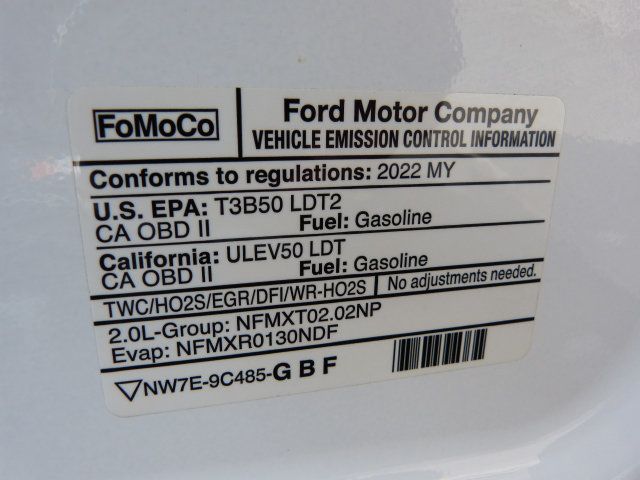 FoMoCo
Ford Motor Company
VEHICLE EMISSION CONTROL INFORMATION
Conforms to regulations: 2022 MY
U.S. EPA: T3B50 LDT2
CA OBD II Fuel: Gasoline
California: ULEV50 LDT
CA OBD II Fuel: Gasoline
TWC/HO2S/EGR/DFI/WR-HO2S No adjustments needed.
2.0L-Group: NFMXT02.02NP
Evap: NFMXR0130NDF
NW7E-9C485-GBF